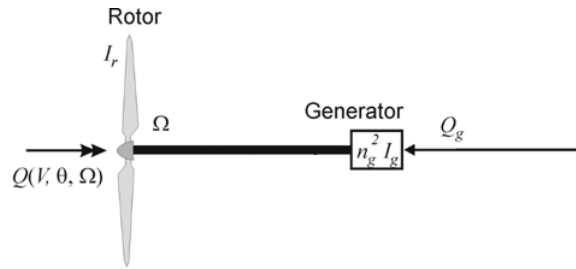 Rotor
I_r
Ω
Generator
Q_g
n_g^2 I_g
Q(V, θ, Ω)